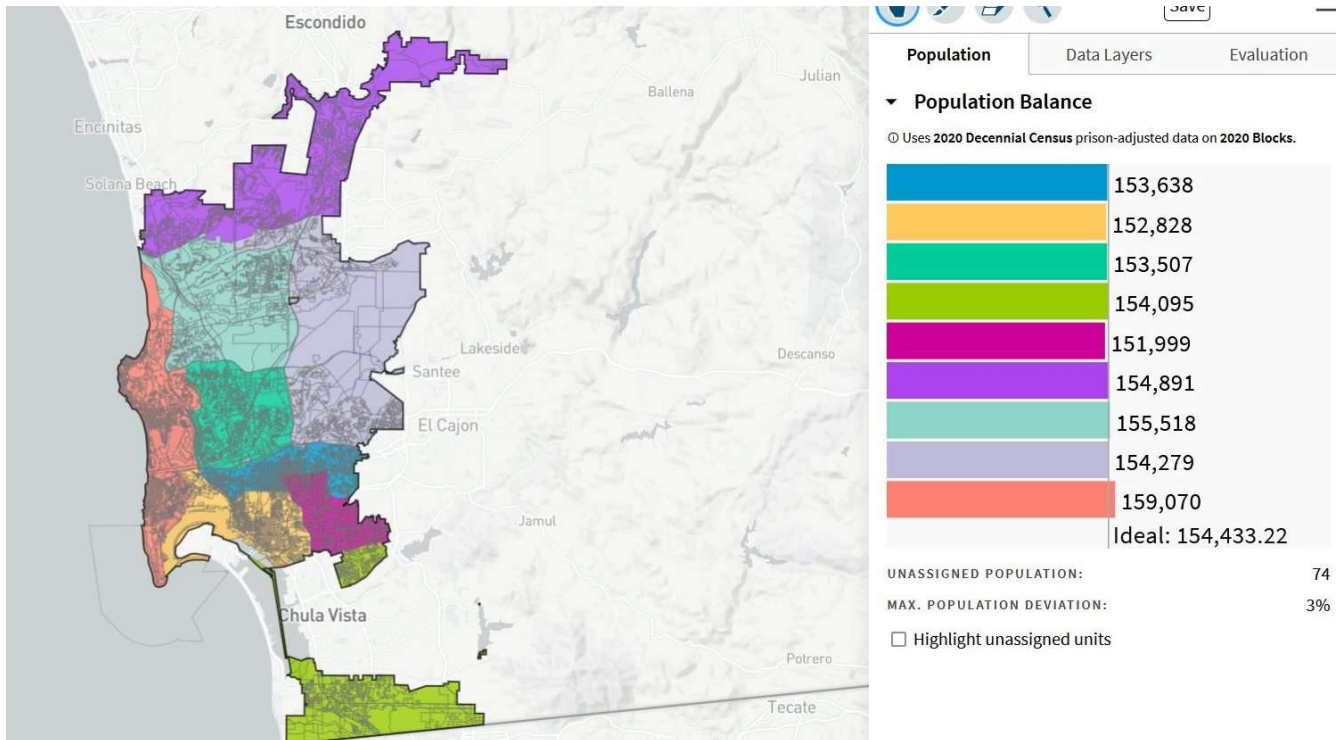 Escondido
Julian
Ballena
Encinitas
Solana Beach
Lakeside
Santee
Descanso
El Cajon
Jamul
Chula Vista
Potrero
Tecate
Save
Population
Data Layers
Evaluation
Population Balance
Uses 2020 Decennial Census prison-adjusted data on 2020 Blocks.
153,638
152,828
153,507
154,095
151,999
154,891
155,518
154,279
159,070
Ideal: 154,433.22
UNASSIGNED POPULATION: 74
MAX. POPULATION DEVIATION: 3%
Highlight unassigned units